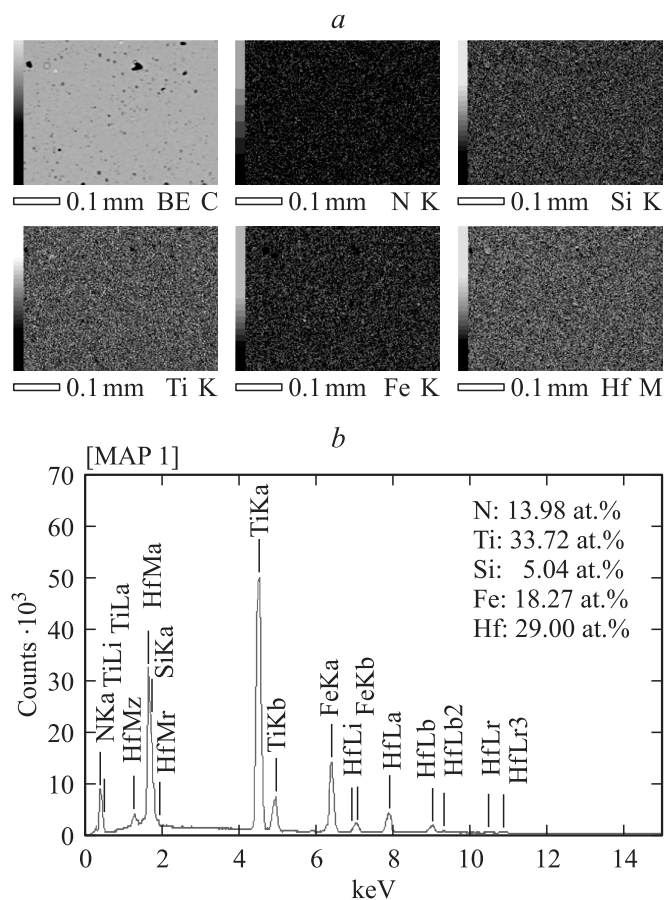 a
0.1 mm BE C
0.1 mm N K
0.1 mm Si K
0.1 mm Ti K
0.1 mm Fe K
0.1 mm Hf M
b
[MAP 1]
Counts ·10³
70
60
50
40
30
20
10
0
NKa
TiLi
TiLa
HfMz
HfMa
SiKa
HfMr
TiKa
TiKb
FeKa
HfLi
FeKb
HfLa
HfLb
HfLb2
HfLr
HfLr3
N: 13.98 at.%
Ti: 33.72 at.%
Si: 5.04 at.%
Fe: 18.27 at.%
Hf: 29.00 at.%
0 2 4 6 8 10 12 14
keV